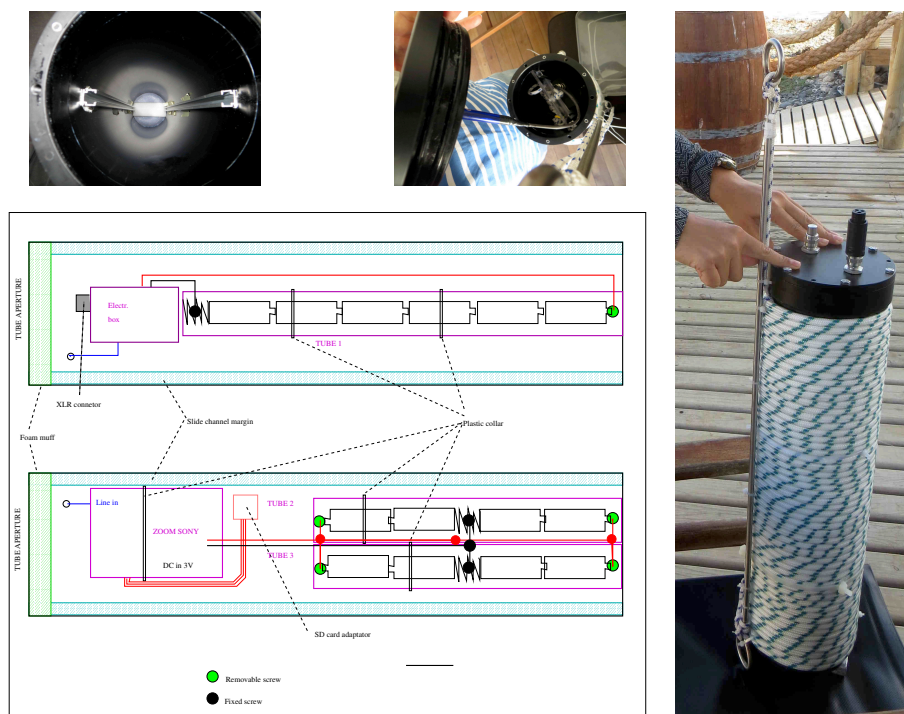 TUBE APERTURE
Electr.
box
TUBE 1
XLR connetor
Slide channel margin
Plastic collar
Foam muff
TUBE APERTURE
Line in
TUBE 2
ZOOM SONY
TUBE 3
DC in 3V
SD card adaptator
Removable screw
Fixed screw